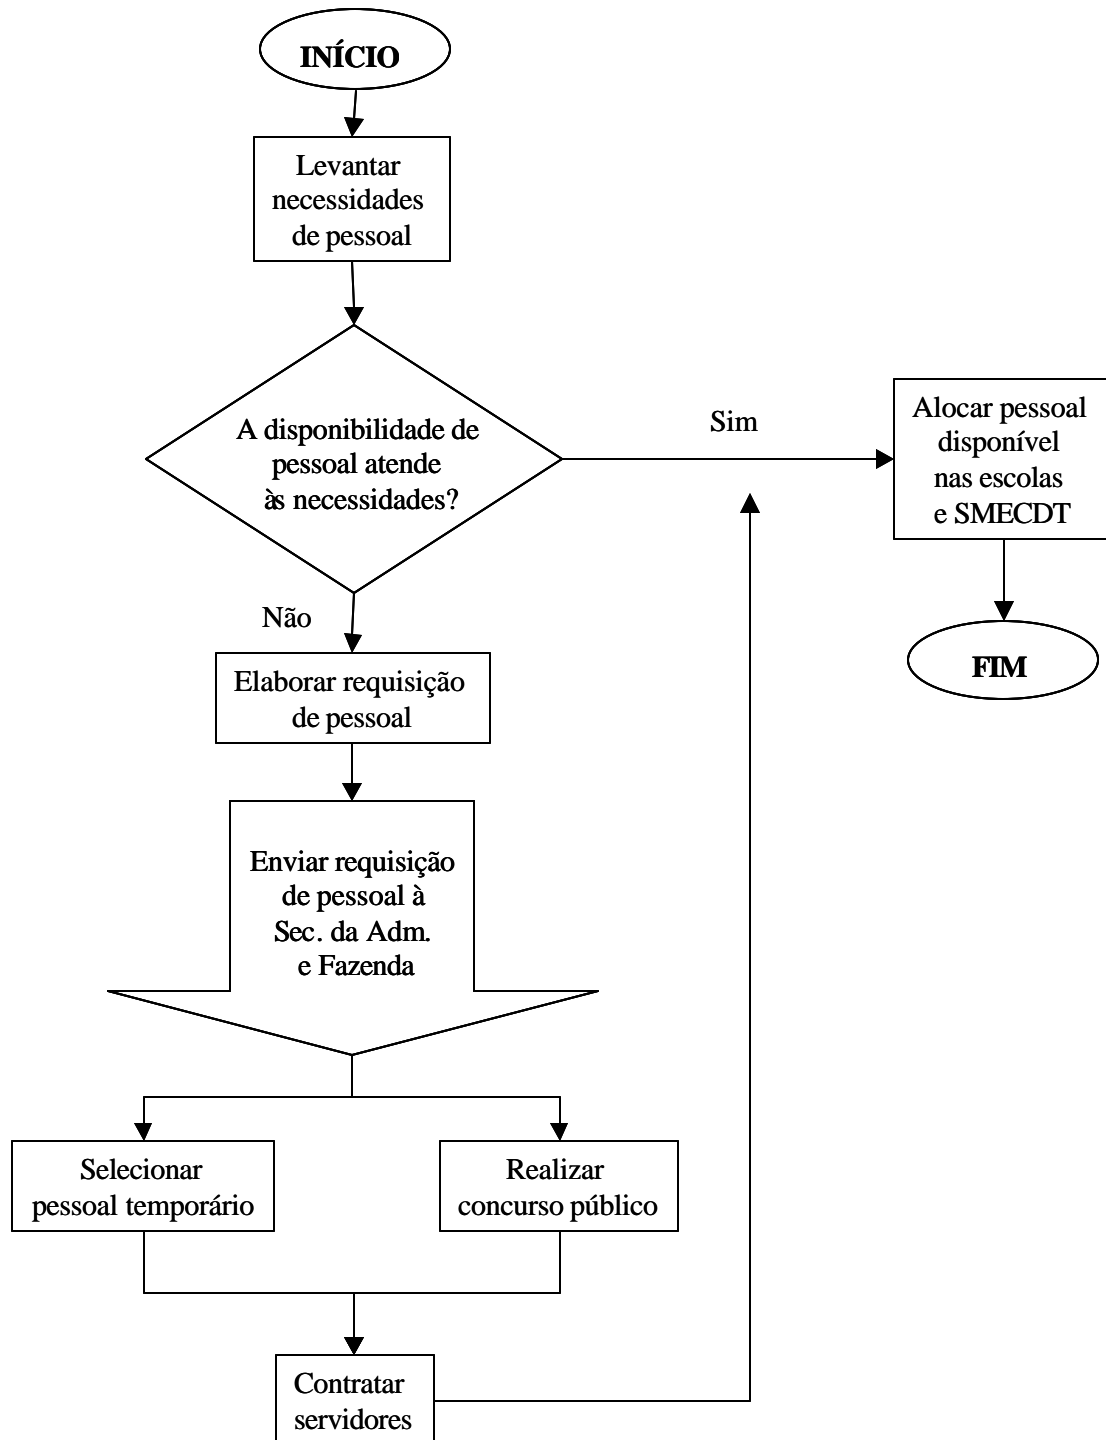 INÍCIO
Levantar
necessidades
de pessoal
A disponibilidade de
pessoal atende
às necessidades?
Sim
Alocar pessoal
disponível
nas escolas
e SMECDT
FIM
Não
Elaborar requisição
de pessoal
Enviar requisição
de pessoal à
Sec. da Adm.
e Fazenda
Selecionar
pessoal temporário
Realizar
concurso público
Contratar
servidores